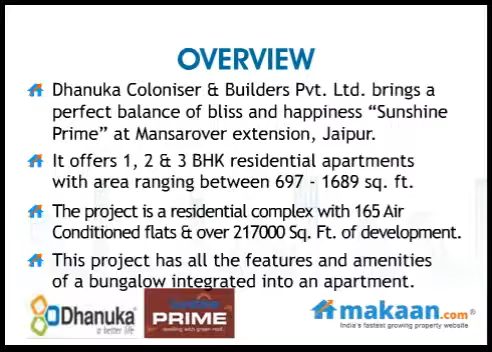 OVERVIEW
Dhanuka Coloniser & Builders Pvt. Ltd. brings a
perfect balance of bliss and happiness “Sunshine
Prime” at Mansarover extension, Jaipur.
It offers 1, 2 & 3 BHK residential apartments
with area ranging between 697 - 1689 sq. ft.
The project is a residential complex with 165 Air
Conditioned flats & over 217000 Sq. Ft. of development.
This project has all the features and amenities
of a bungalow integrated into an apartment.
Dhanuka®
a better life
PRIME
dwelling with green roof
makaan.com®
India's fastest growing property website